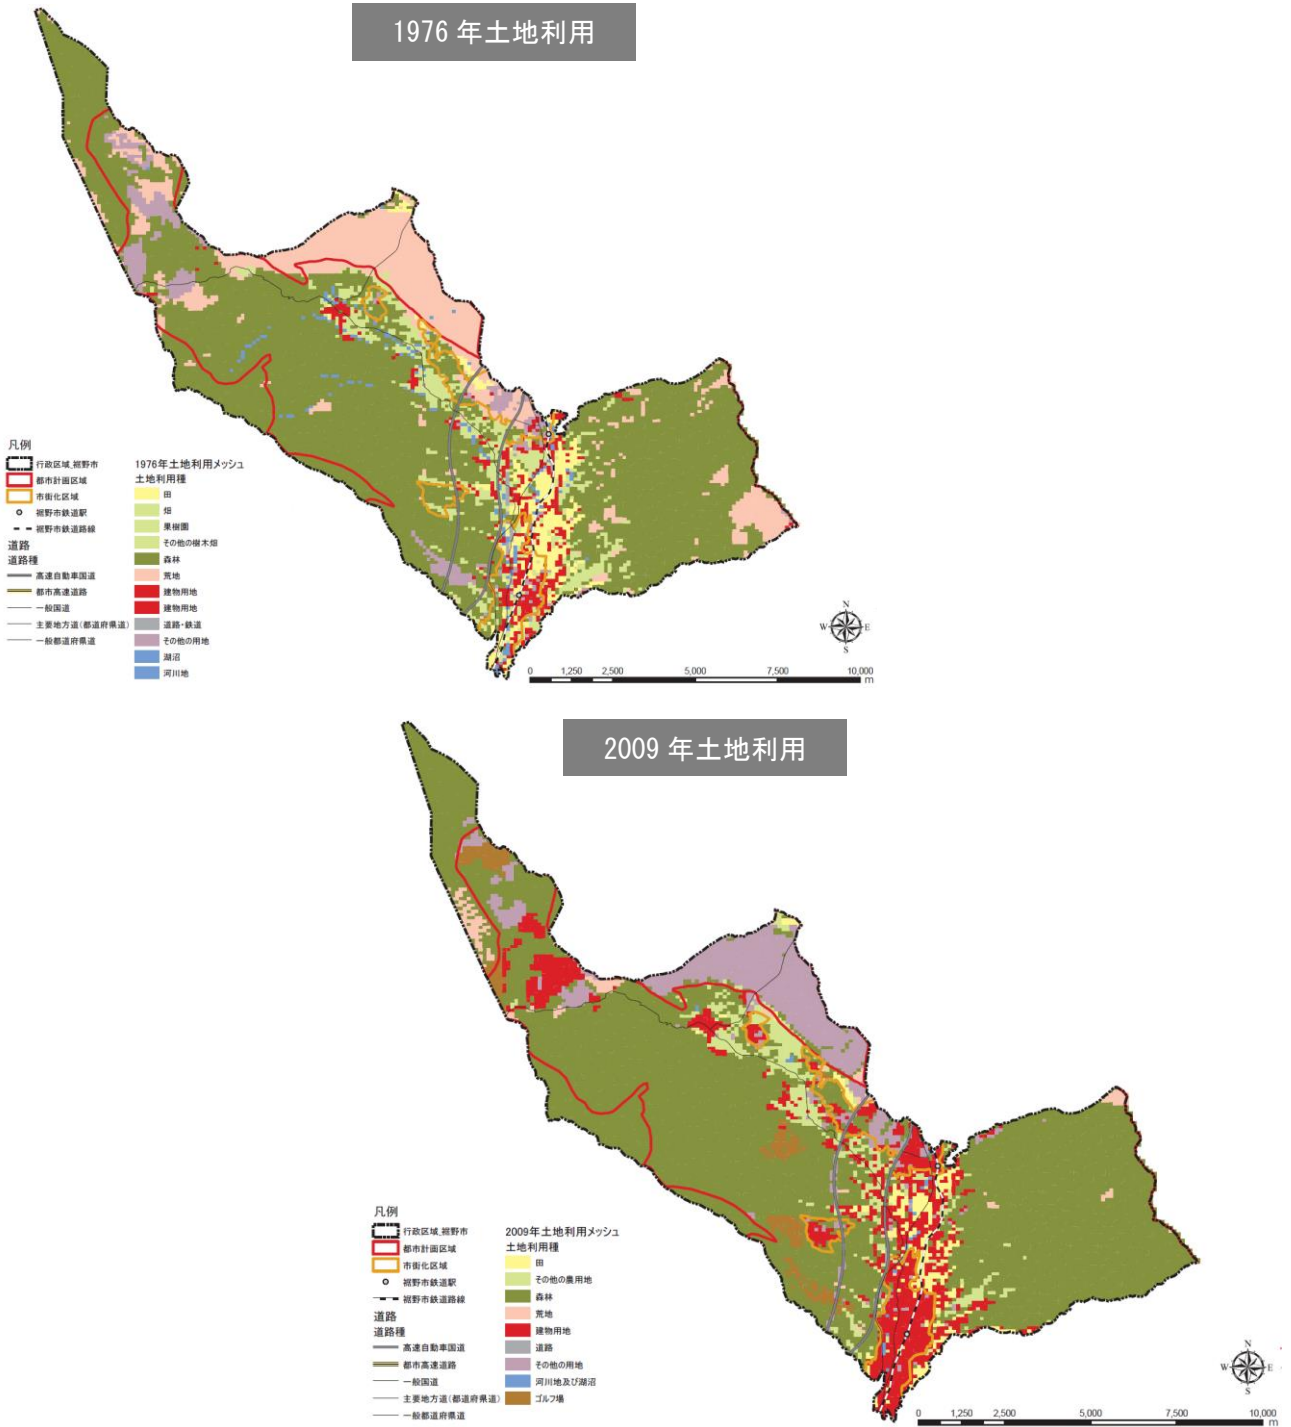 1976 年土地利用
凡例
行政区域_裾野市
都市計画区域
市街化区域
裾野市鉄道駅
裾野市鉄道路線
道路
道路種
高速自動車国道
都市高速道路
一般国道
主要地方道(都道府県道)
一般都道府県道
1976年土地利用メッシュ
土地利用種
田
畑
果樹園
その他の樹木畑
森林
荒地
建物用地
建物用地
道路・鉄道
その他の用地
湖沼
河川地
N
W E
S
0 1,250 2,500 5,000 7,500 10,000
m
2009 年土地利用
凡例
行政区域_裾野市
都市計画区域
市街化区域
裾野市鉄道駅
裾野市鉄道路線
道路
道路種
高速自動車国道
都市高速道路
一般国道
主要地方道(都道府県道)
一般都道府県道
2009年土地利用メッシュ
土地利用種
田
その他の農用地
森林
荒地
建物用地
道路
その他の用地
河川地及び湖沼
ゴルフ場
N
W E
S
0 1,250 2,500 5,000 7,500 10,000
m